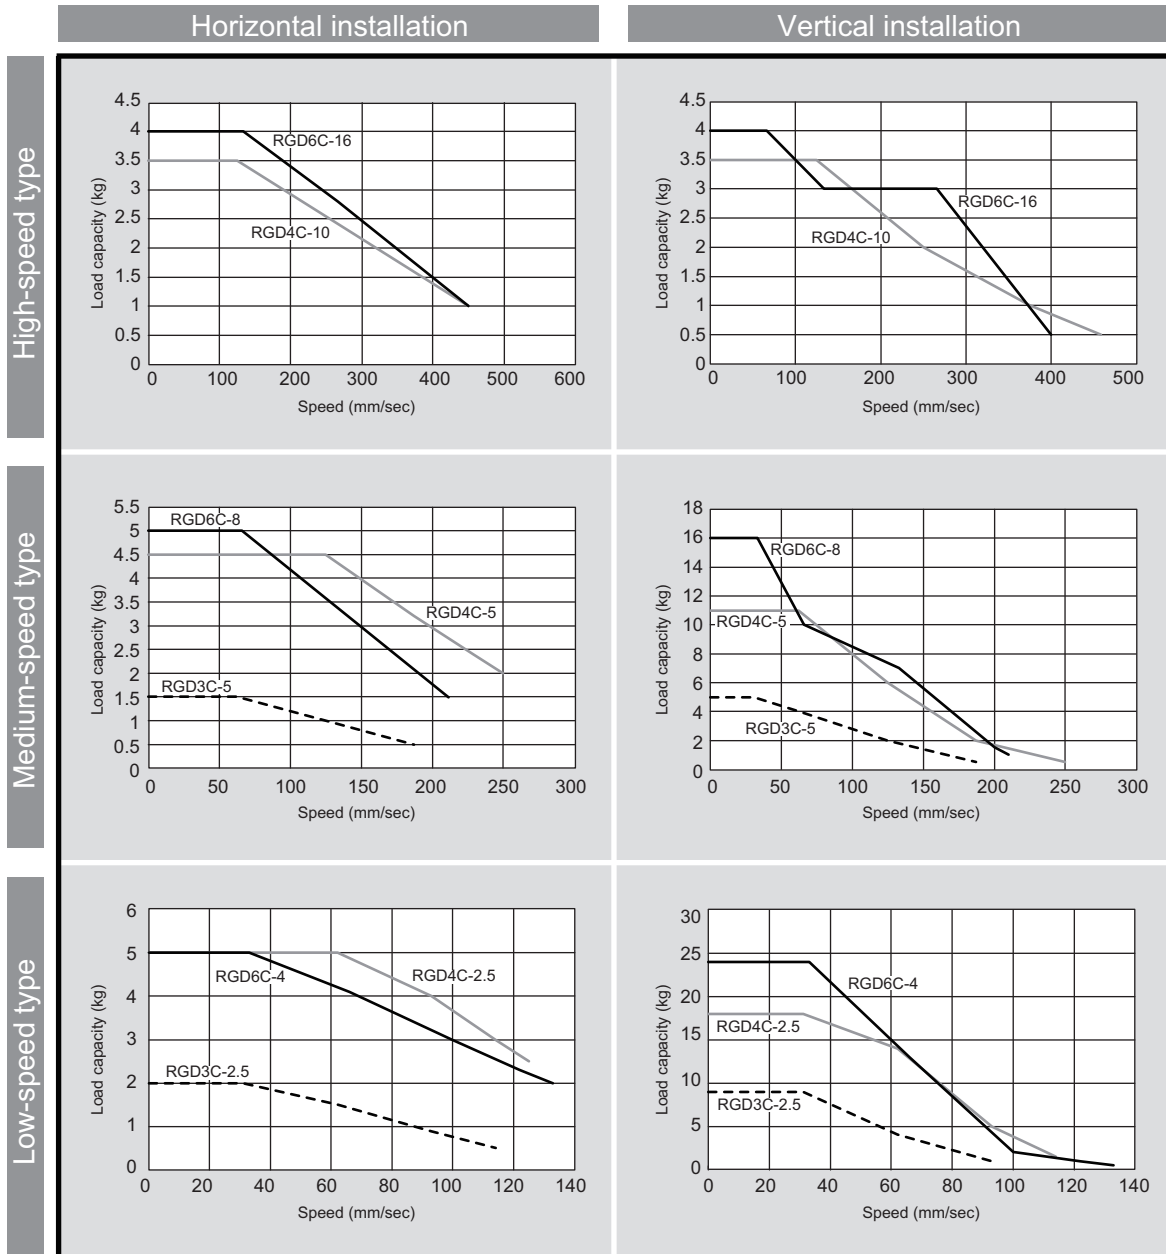 Horizontal installation
Vertical installation
High-speed type
4.5
4
3.5
3
2.5
2
1.5
1
0.5
0
Load capacity (kg)
RGD6C-16
RGD4C-10
0 100 200 300 400 500 600
Speed (mm/sec)
4.5
4
3.5
3
2.5
2
1.5
1
0.5
0
Load capacity (kg)
RGD6C-16
RGD4C-10
0 100 200 300 400 500
Speed (mm/sec)
Medium-speed type
5.5
5
4.5
4
3.5
3
2.5
2
1.5
1
0.5
0
Load capacity (kg)
RGD6C-8
RGD4C-5
RGD3C-5
0 50 100 150 200 250 300
Speed (mm/sec)
18
16
14
12
10
8
6
4
2
0
Load capacity (kg)
RGD6C-8
RGD4C-5
RGD3C-5
0 50 100 150 200 250 300
Speed (mm/sec)
Low-speed type
6
5
4
3
2
1
0
Load capacity (kg)
RGD6C-4
RGD4C-2.5
RGD3C-2.5
0 20 40 60 80 100 120 140
Speed (mm/sec)
30
25
20
15
10
5
0
Load capacity (kg)
RGD6C-4
RGD4C-2.5
RGD3C-2.5
0 20 40 60 80 100 120 140
Speed (mm/sec)